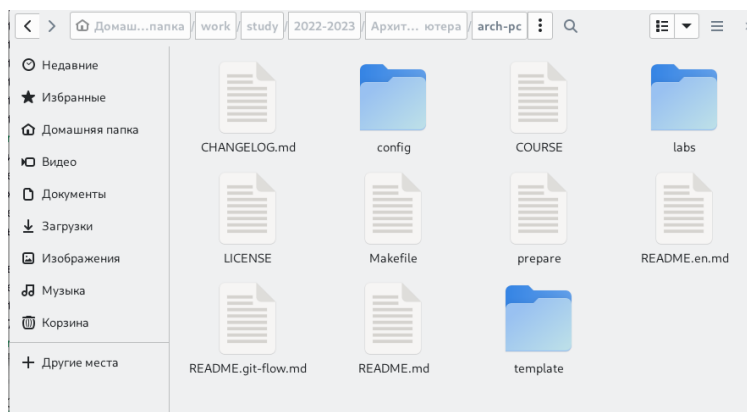 Домаш...папка / work / study / 2022-2023 / Архит... ютера / arch-pc
Недавние
Избранные
Домашняя папка
Видео
Документы
Загрузки
Изображения
Музыка
Корзина
Другие места
CHANGELOG.md config COURSE labs
LICENSE Makefile prepare README.en.md
README.git-flow.md README.md template